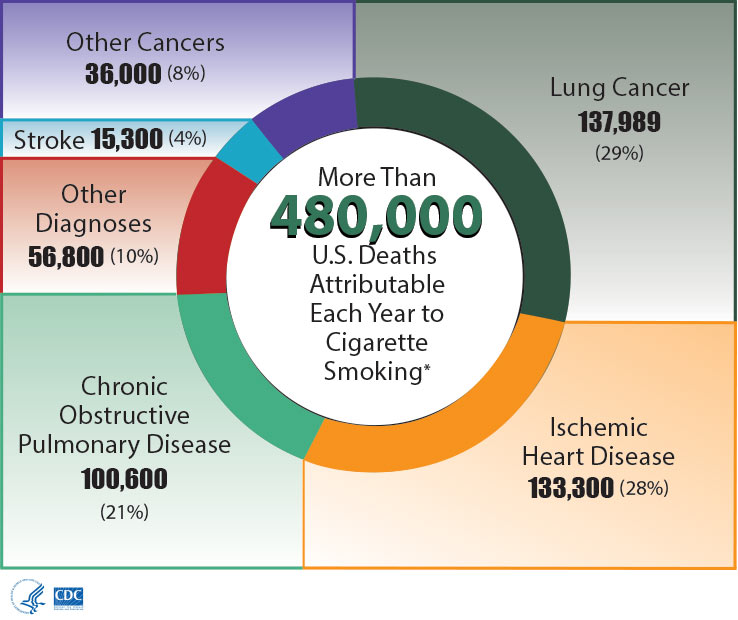 Other Cancers
36,000 (8%)
Stroke 15,300 (4%)
Other
Diagnoses
56,800 (10%)
Chronic
Obstructive
Pulmonary Disease
100,600
(21%)
Lung Cancer
137,989
(29%)
Ischemic
Heart Disease
133,300 (28%)
More Than
480,000
U.S. Deaths
Attributable
Each Year to
Cigarette
Smoking*
CDC